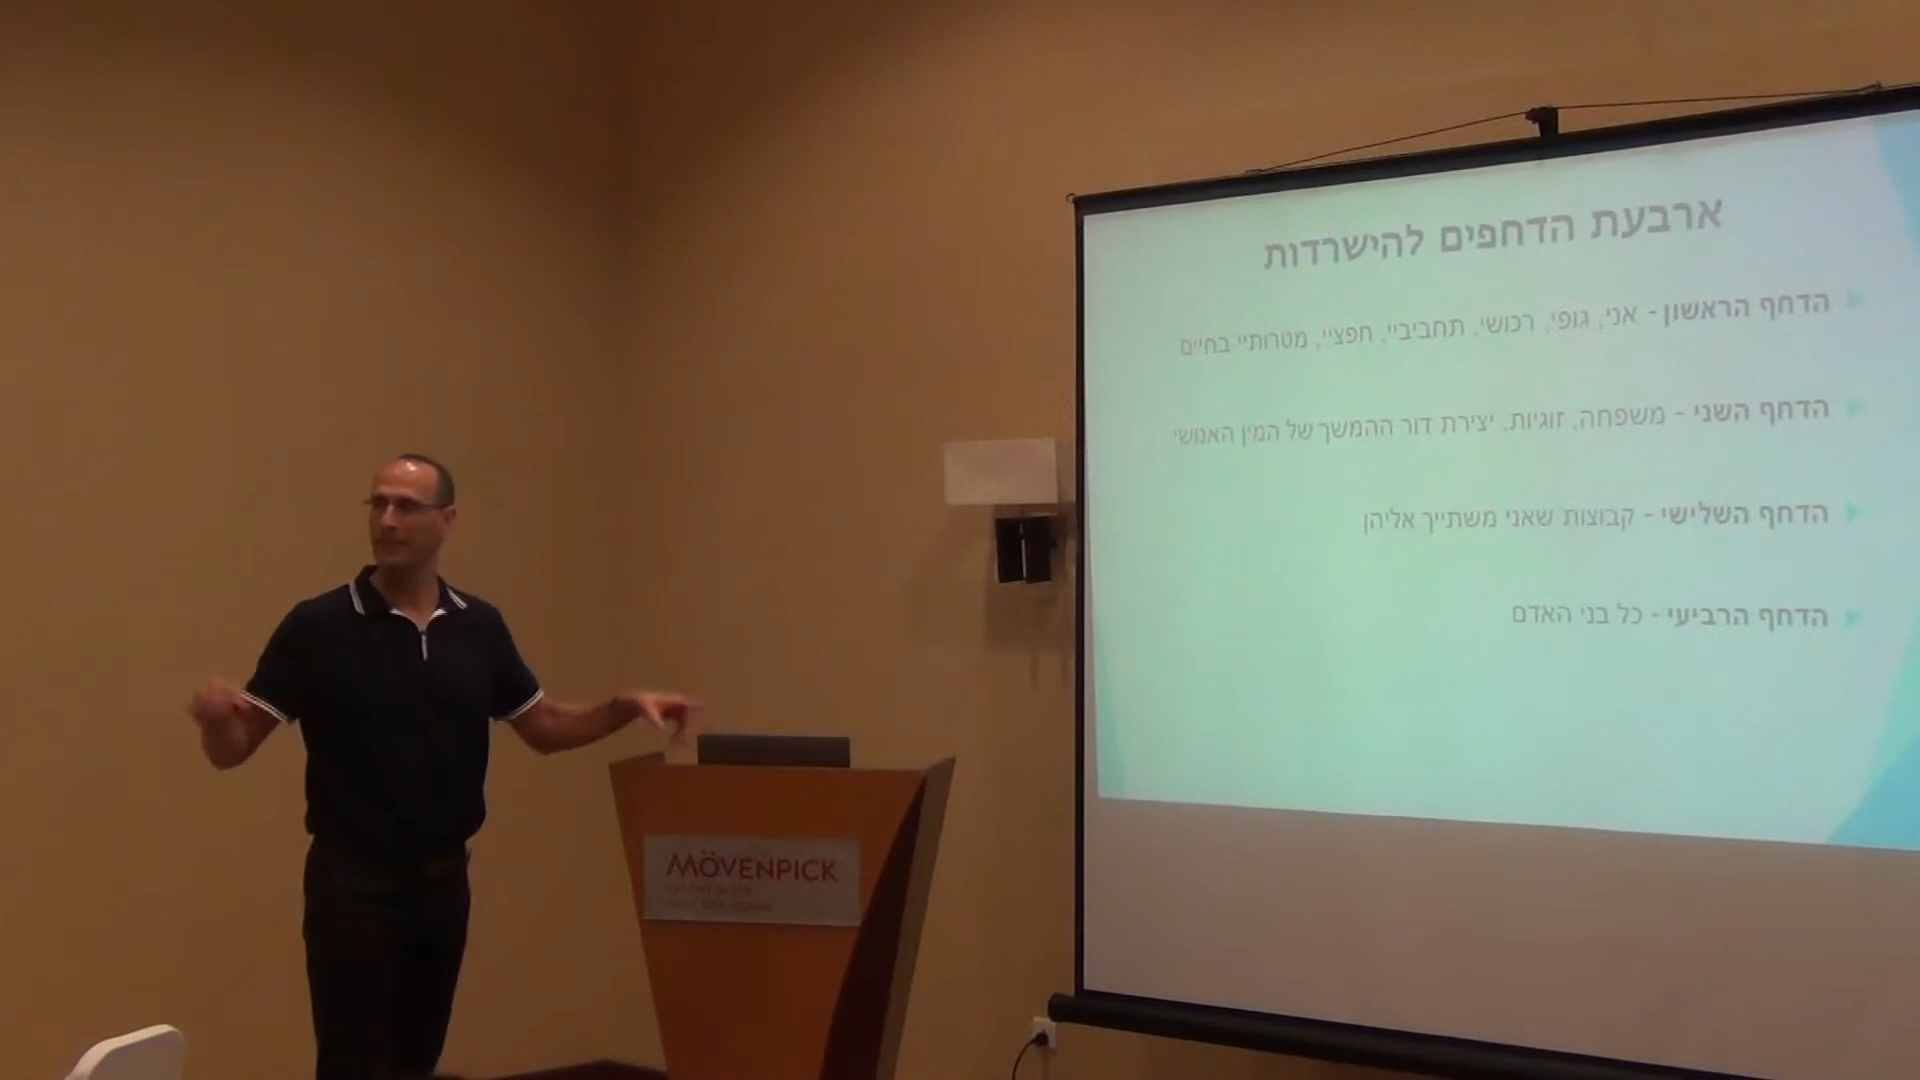 ארבעת הדחפים להישרדות
הדחף הראשון - אני, גופי, רכושי, תחביביי, חפציי, מטרותיי בחיים
הדחף השני - משפחה, זוגיות, יצירת דור ההמשך של המין האנושי
הדחף השלישי - קבוצות שאני משתייך אליהן
הדחף הרביעי - כל בני האדם
MÖVENPICK